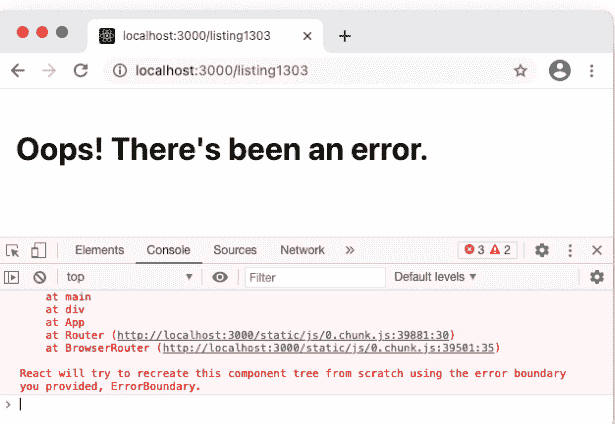 localhost:3000/listing1303
localhost:3000/listing1303
Oops! There's been an error.
Elements Console Sources Network » 3 2
top Filter Default levels
at main
at div
at App
at Router (http://localhost:3000/static/js/0.chunk.js:39881:30)
at BrowserRouter (http://localhost:3000/static/js/0.chunk.js:39501:35)
React will try to recreate this component tree from scratch using the error boundary
you provided, ErrorBoundary.